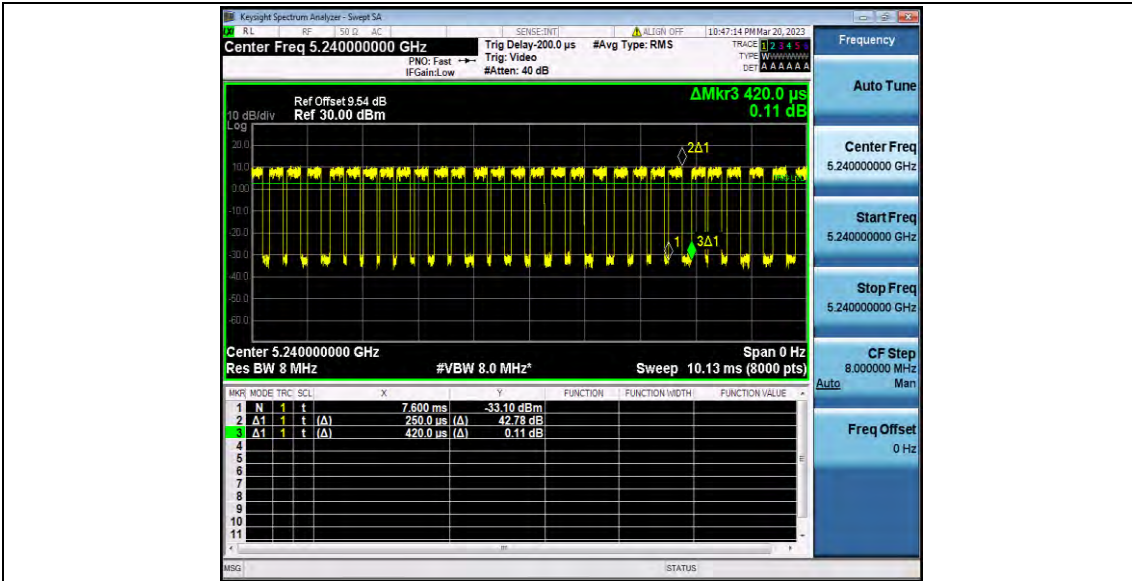 Keysight Spectrum Analyzer - Swept SA
RL RF 50 Ω AC SENSE:INT ALIGN OFF 10:47:14 PM Mar 20, 2023
Center Freq 5.240000000 GHz
PNO: Fast
IFGain:Low
Trig Delay-200.0 µs
Trig: Video
#Atten: 40 dB
#Avg Type: RMS
TRACE 1 2 3 4 5 6
TYPE W
DET A A A A A A
Frequency
Auto Tune
Center Freq
5.240000000 GHz
Start Freq
5.240000000 GHz
Stop Freq
5.240000000 GHz
CF Step
8.000000 MHz
Auto Man
Freq Offset
0 Hz
ΔMkr3 420.0 µs
0.11 dB
Ref Offset 9.54 dB
10 dB/div Ref 30.00 dBm
Log
20.0
10.0
0.00
-10.0
-20.0
-30.0
-40.0
-50.0
-60.0
2Δ1
1
3Δ1
Center 5.240000000 GHz Span 0 Hz
Res BW 8 MHz #VBW 8.0 MHz* Sweep 10.13 ms (8000 pts)
MKR MODE TRC SCL X Y FUNCTION FUNCTION WIDTH FUNCTION VALUE
1 N 1 t 7.600 ms -33.10 dBm
2 Δ1 1 t (Δ) 250.0 µs (Δ) 42.78 dB
3 Δ1 1 t (Δ) 420.0 µs (Δ) 0.11 dB
4
5
6
7
8
9
10
11
MSG STATUS